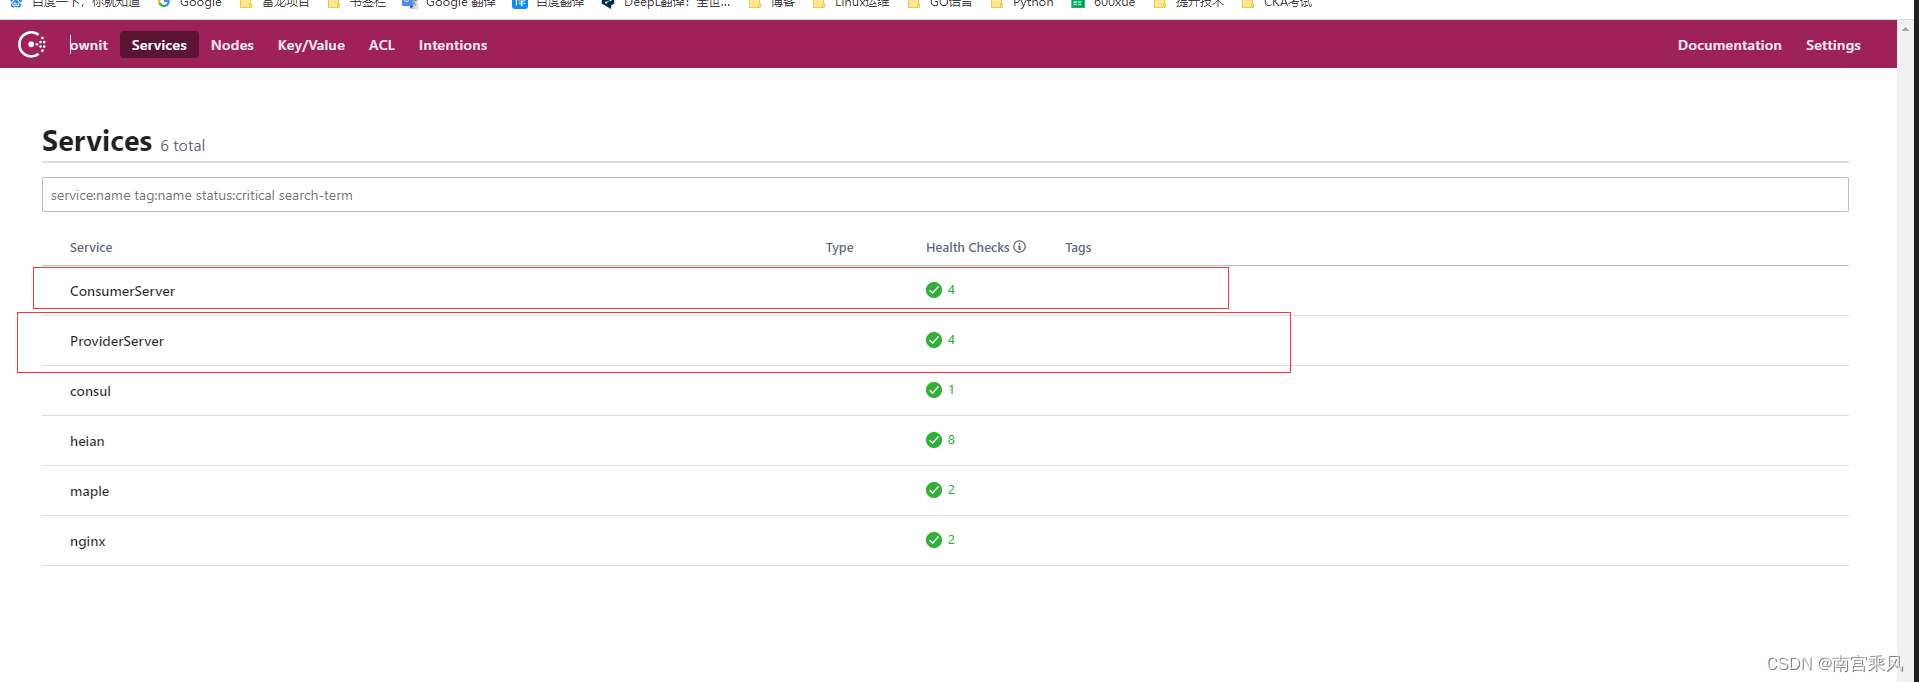 百度一下，你就知道 Google 富龙项目 书签栏 Google 翻译 百度翻译 DeepL翻译：全世... 博客 Linux运维 GO语言 Python 600xue 提升技术 CKA考试
ownit Services Nodes Key/Value ACL Intentions Documentation Settings
Services 6 total
service:name tag:name status:critical search-term
Service Type Health Checks Tags
ConsumerServer 4
ProviderServer 4
consul 1
heian 8
maple 2
nginx 2
CSDN @南宫乘风